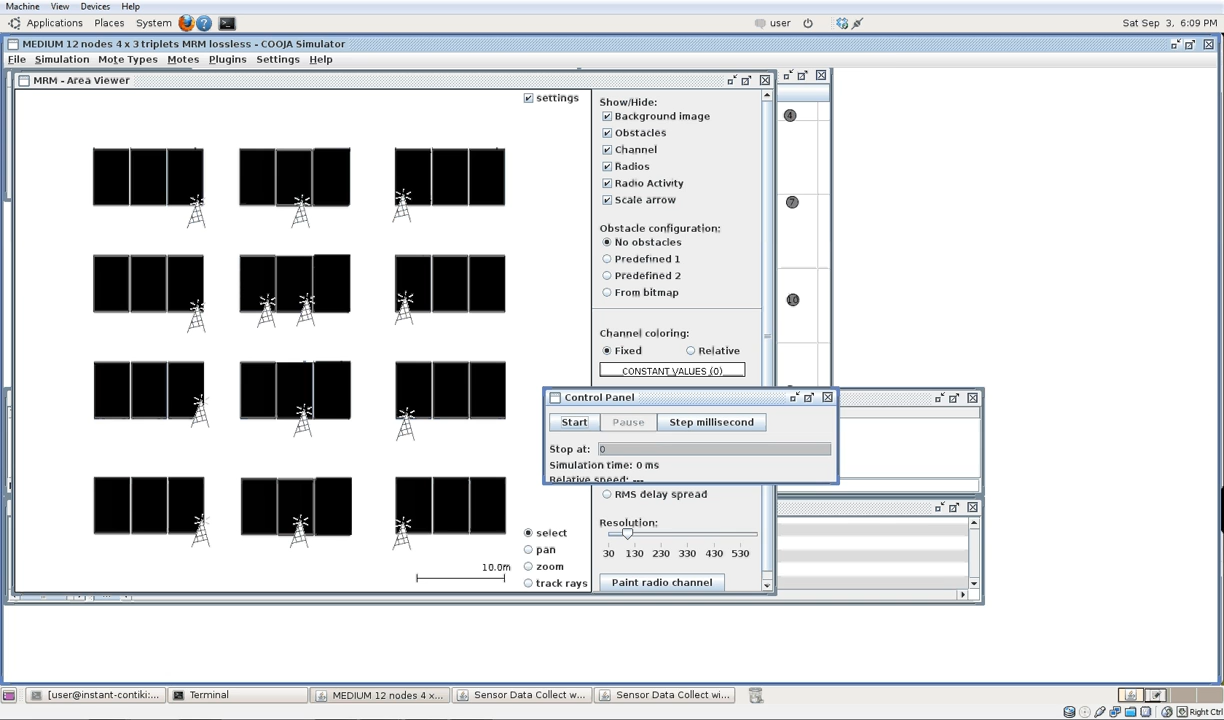 Machine View Devices Help
Applications Places System user Sat Sep 3, 6:09 PM
MEDIUM 12 nodes 4 x 3 triplets MRM lossless - COOJA Simulator
File Simulation Mote Types Motes Plugins Settings Help
MRM - Area Viewer
settings
Show/Hide:
Background image
Obstacles
Channel
Radios
Radio Activity
Scale arrow
Obstacle configuration:
No obstacles
Predefined 1
Predefined 2
From bitmap
Channel coloring:
Fixed Relative
CONSTANT VALUES (0)
4
7
10
Control Panel
Start Pause Step millisecond
Stop at: 0
Simulation time: 0 ms
Relative speed: ---
RMS delay spread
Resolution:
30 130 230 330 430 530
Paint radio channel
select
pan
zoom
track rays
10.0m
[user@instant-contiki:... Terminal MEDIUM 12 nodes 4 x... Sensor Data Collect w... Sensor Data Collect wi...
Right Ctrl